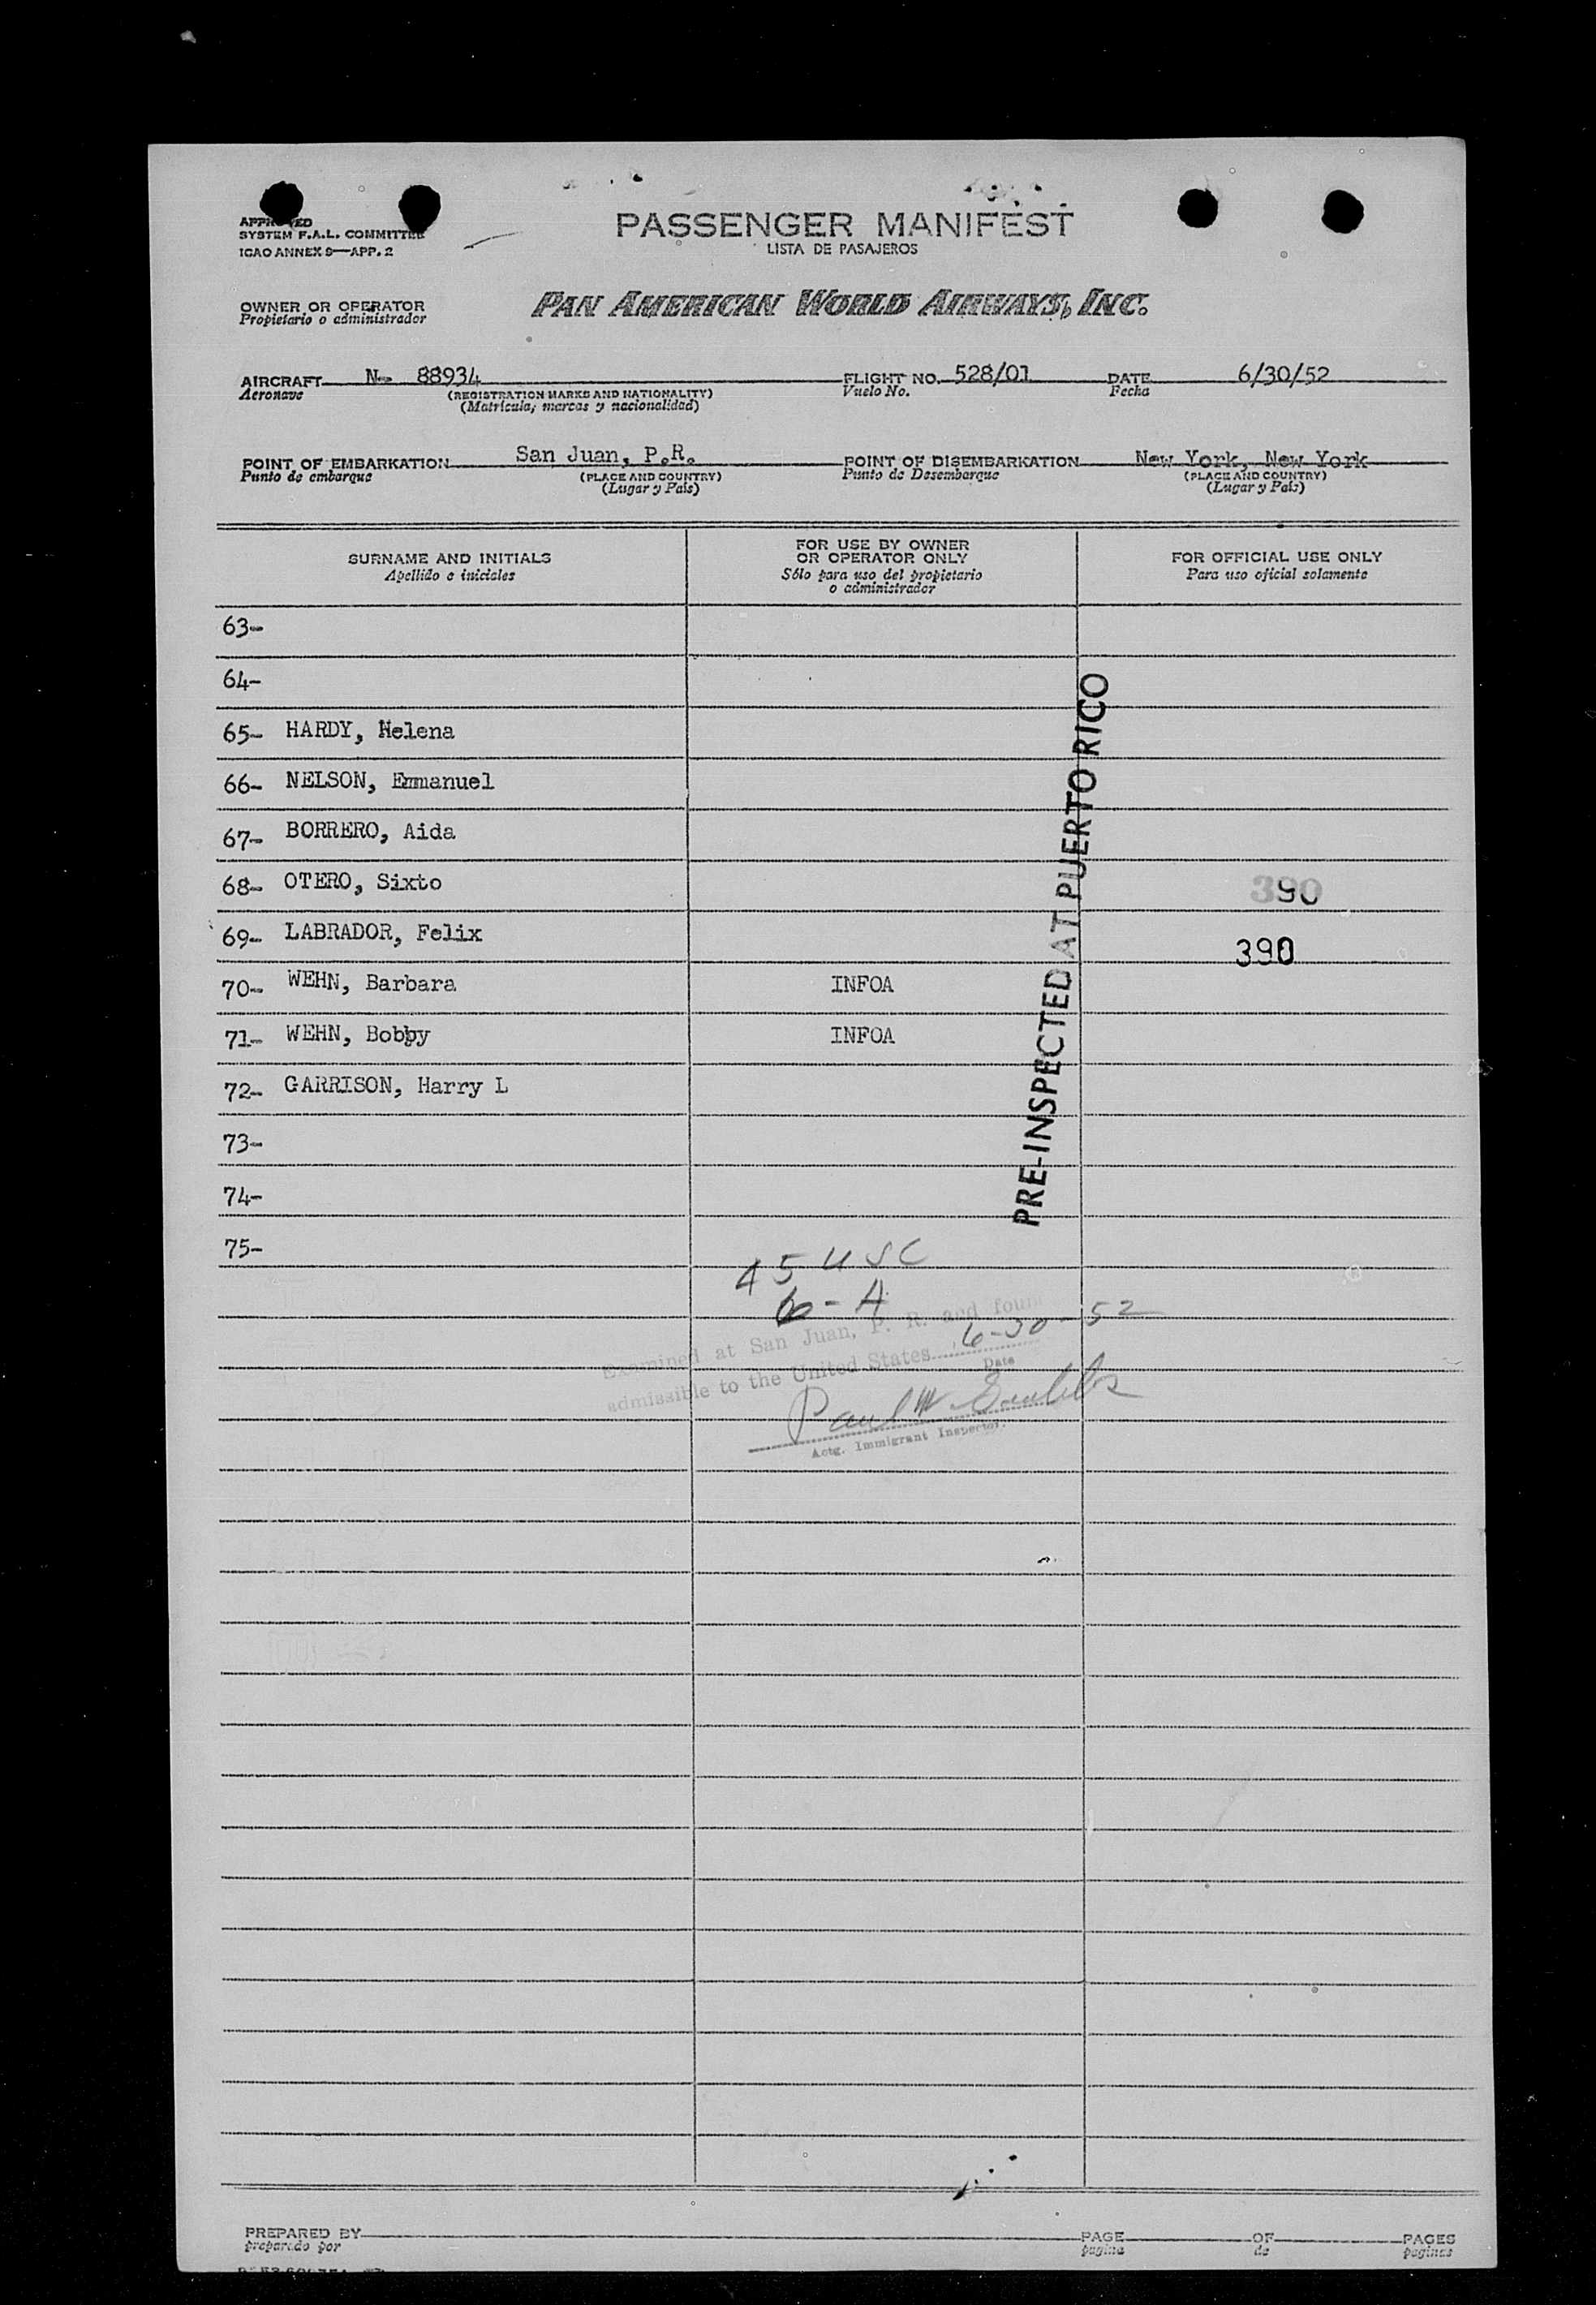 APPROVED
SYSTEM F.A.L. COMMITTEE
ICAO ANNEX 9—APP. 2
PASSENGER MANIFEST
LISTA DE PASAJEROS
OWNER OR OPERATOR
Propietario o administrador
PAN AMERICAN WORLD AIRWAYS, INC.
AIRCRAFT N- 88934 FLIGHT NO. 528/01 DATE 6/30/52
Aeronave (REGISTRATION MARKS AND NATIONALITY) Vuelo No. Fecha
(Matrícula, marcas y nacionalidad)
POINT OF EMBARKATION San Juan, P.R. POINT OF DISEMBARKATION New York, New York
Punto de embarque (PLACE AND COUNTRY) Punto de Desembarque (PLACE AND COUNTRY)
(Lugar y País) (Lugar y País)
SURNAME AND INITIALS
Apellido e iniciales
FOR USE BY OWNER
OR OPERATOR ONLY
Sólo para uso del propietario
o administrador
FOR OFFICIAL USE ONLY
Para uso oficial solamente
63-
64-
65- HARDY, Helena
66- NELSON, Emmanuel
67- BORRERO, Aida
68- OTERO, Sixto 390
69- LABRADOR, Felix 390
70- WEHN, Barbara INFOA
71- WEHN, Bobby INFOA
72- GARRISON, Harry L
73-
74-
75-
PRE-INSPECTED AT PUERTO RICO
45 USC
6-A
Examined at San Juan, P. R. and found
admissible to the United States 6-30-52
Date
Paul W
Actg. Immigrant Inspector.
PREPARED BY PAGE OF PAGES
preparado por pagina de paginas